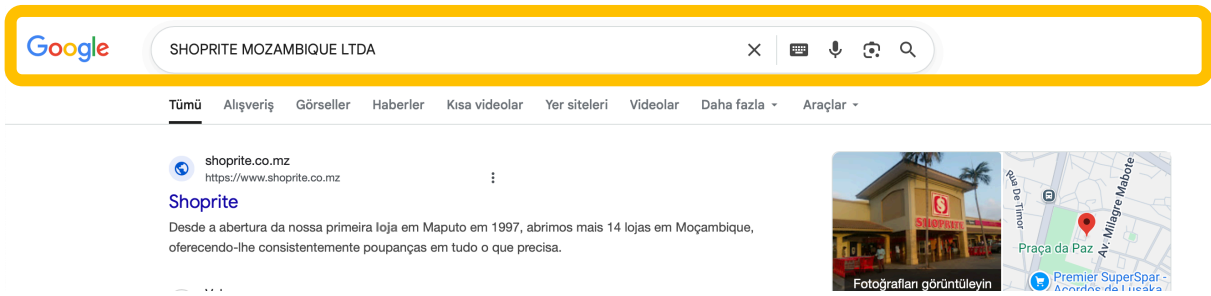 Google
SHOPRITE MOZAMBIQUE LTDA
Tümü Alışveriş Görseller Haberler Kısa videolar Yer siteleri Videolar Daha fazla Araçlar
shoprite.co.mz
https://www.shoprite.co.mz
Shoprite
Desde a abertura da nossa primeira loja em Maputo em 1997, abrimos mais 14 lojas em Moçambique,
oferecendo-lhe consistentemente poupanças em tudo o que precisa.
SHOPRITE
Fotoğrafları görüntüleyin
qua De Timor
Av. Milagre Mabote
Praça da Paz
Premier SuperSpar -
Acordos de Lusaka